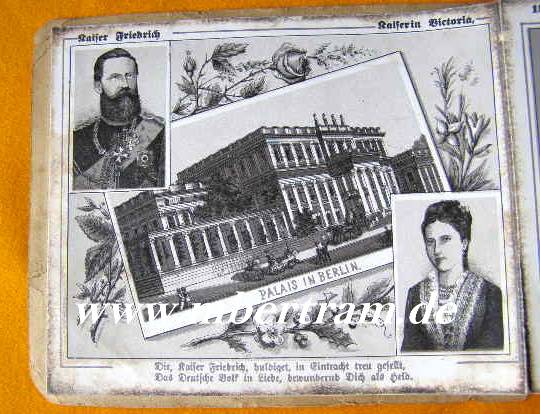 Kaiser Friedrich
Kaiserin Victoria.
PALAIS IN BERLIN.
www.mbertram.de
Dir, Kaiser Friedrich, huldiget, in Eintracht treu gesellt,
Das Deutsche Volk in Liebe, bewundernd Dich als Held.